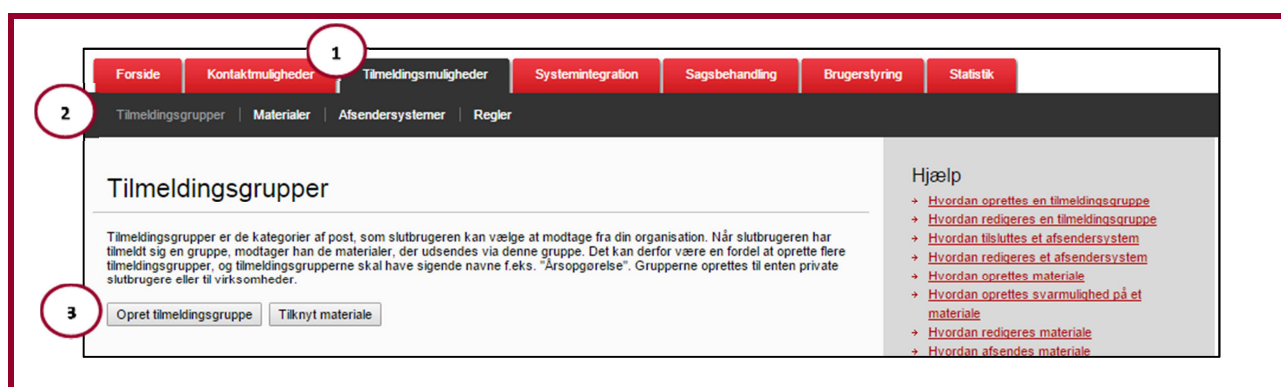 1
Forside Kontaktmuligheder Tilmeldingsmuligheder Systemintegration Sagsbehandling Brugerstyring Statistik
2
Tilmeldingsgrupper | Materialer | Afsendersystemer | Regler
Tilmeldingsgrupper
Tilmeldingsgrupper er de kategorier af post, som slutbrugeren kan vælge at modtage fra din organisation. Når slutbrugeren har
tilmeldt sig en gruppe, modtager han de materialer, der udsendes via denne gruppe. Det kan derfor være en fordel at oprette flere
tilmeldingsgrupper, og tilmeldingsgrupperne skal have sigende navne f.eks. "Årsopgørelse". Grupperne oprettes til enten private
slutbrugere eller til virksomheder.
3
Opret tilmeldingsgruppe Tilknyt materiale
Hjælp
Hvordan oprettes en tilmeldingsgruppe
Hvordan redigeres en tilmeldingsgruppe
Hvordan tilsluttes et afsendersystem
Hvordan redigeres et afsendersystem
Hvordan oprettes materiale
Hvordan oprettes svarmulighed på et
materiale
Hvordan redigeres materiale
Hvordan afsendes materiale